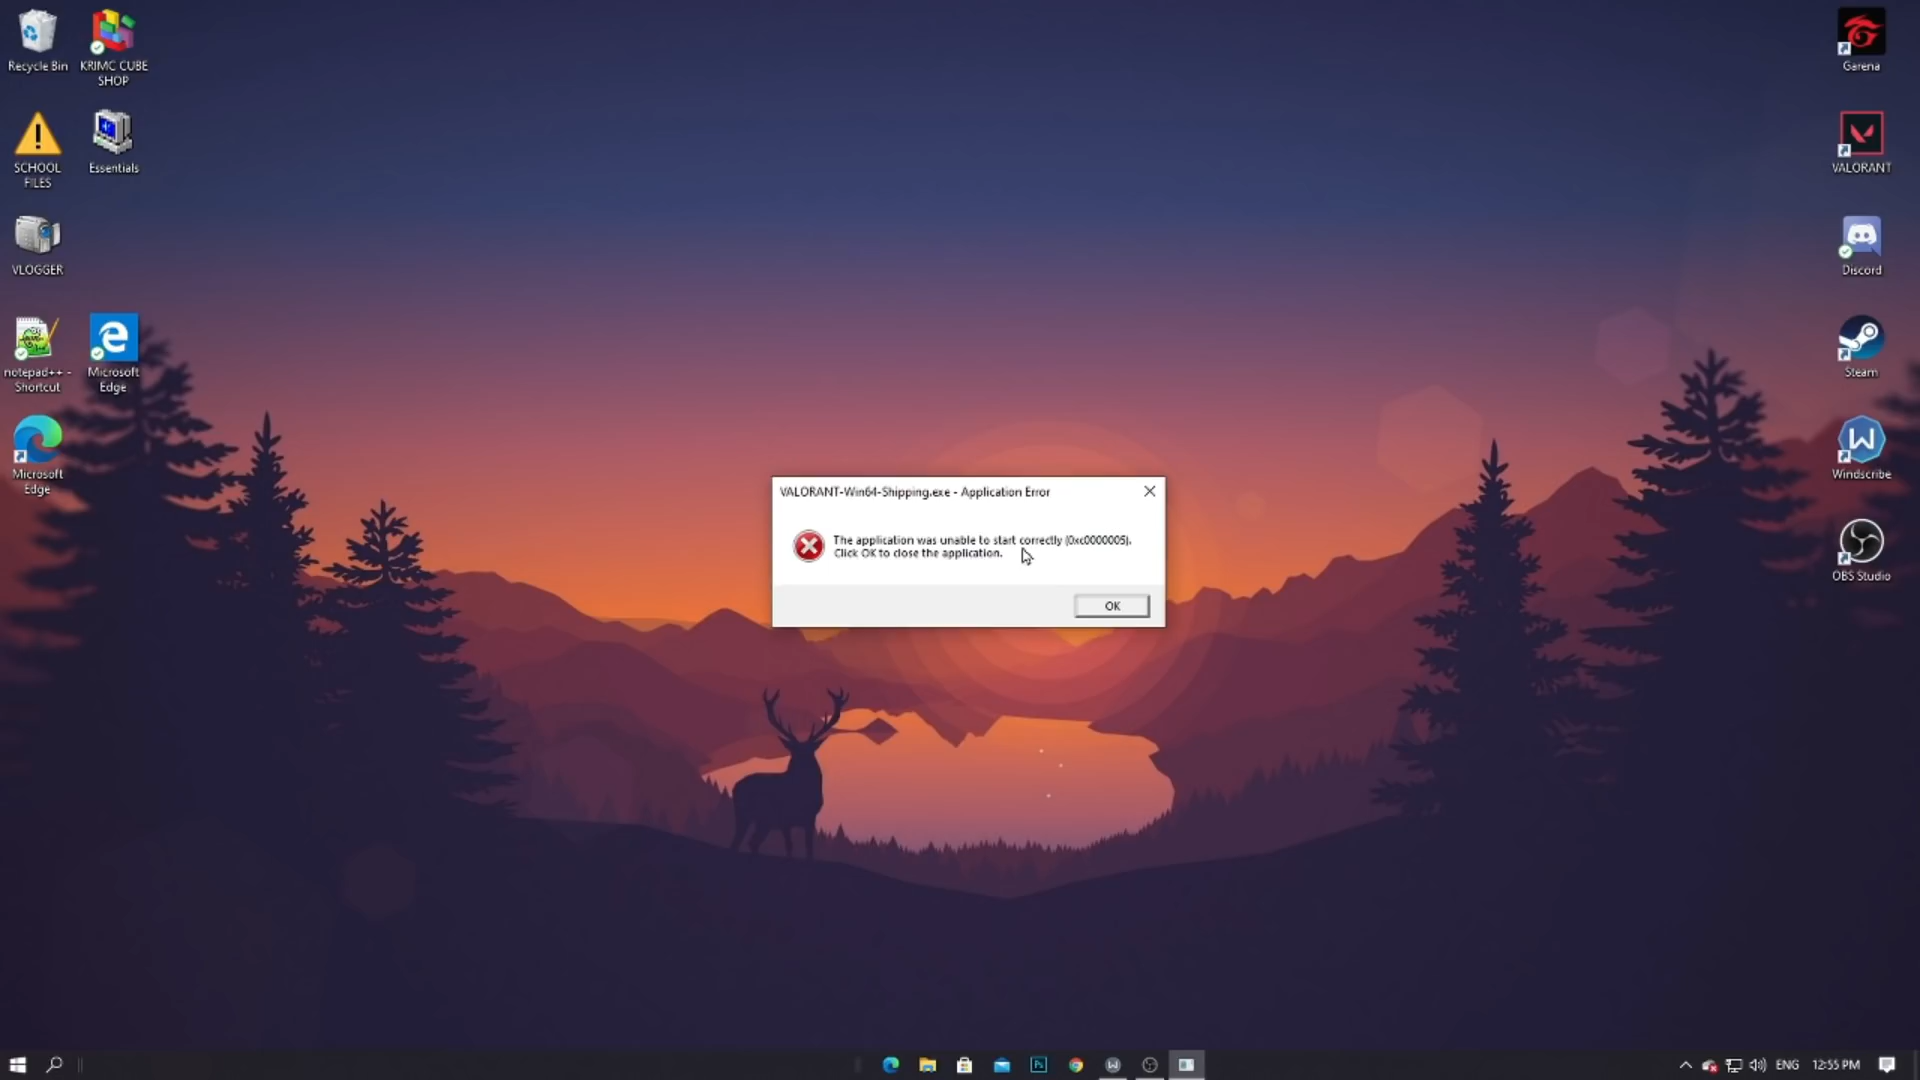 Recycle Bin
KRIMC CUBE
SHOP
SCHOOL
FILES
Essentials
VLOGGER
notepad++ -
Shortcut
Microsoft
Edge
Microsoft
Edge
Garena
VALORANT
Discord
Steam
Windscribe
OBS Studio
VALORANT-Win64-Shipping.exe - Application Error
The application was unable to start correctly (0xc0000005).
Click OK to close the application.
OK
Ps
ENG
12:55 PM